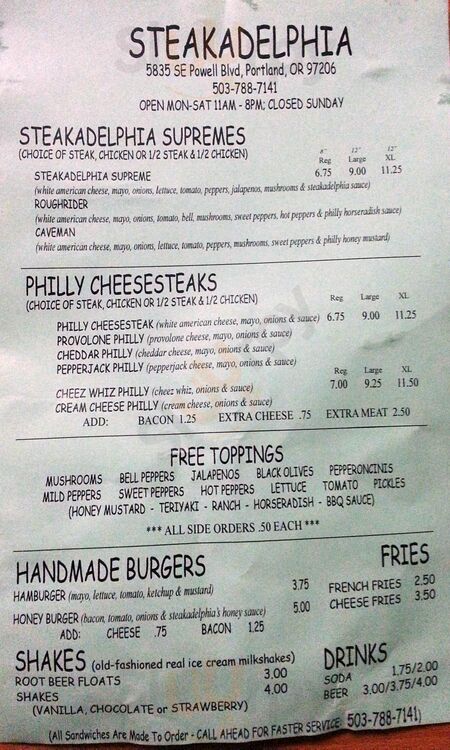 STEAKADELPHIA
5835 SE Powell Blvd, Portland, OR 97206
503-788-7141
OPEN MON-SAT 11AM - 8PM; CLOSED SUNDAY
STEAKADELPHIA SUPREMES
(CHOICE OF STEAK, CHICKEN OR 1/2 STEAK & 1/2 CHICKEN)
8" 12" 12"
Reg Large XL
STEAKADELPHIA SUPREME 6.75 9.00 11.25
(white american cheese, mayo, onions, lettuce, tomato, peppers, jalapenos, mushrooms & steakadelphia sauce)
ROUGHRIDER
(white american cheese, mayo, onions, tomato, bell, mushrooms, sweet peppers, hot peppers & philly horseradish sauce)
CAVEMAN
(white american cheese, mayo, onions, lettuce, tomato, peppers, mushrooms, sweet peppers & philly honey mustard)
PHILLY CHEESESTEAKS
(CHOICE OF STEAK, CHICKEN OR 1/2 STEAK & 1/2 CHICKEN)
Reg Large XL
PHILLY CHEESESTEAK (white american cheese, mayo, onions & sauce) 6.75 9.00 11.25
PROVOLONE PHILLY (provolone cheese, mayo, onions & sauce)
CHEDDAR PHILLY (cheddar cheese, mayo, onions & sauce)
PEPPERJACK PHILLY (pepperjack cheese, mayo, onions & sauce)
Reg Large XL
CHEEZ WHIZ PHILLY (cheez whiz, onions & sauce) 7.00 9.25 11.50
CREAM CHEESE PHILLY (cream cheese, onions & sauce)
ADD: BACON 1.25 EXTRA CHEESE .75 EXTRA MEAT 2.50
FREE TOPPINGS
MUSHROOMS BELL PEPPERS JALAPENOS BLACK OLIVES PEPPERONCINIS
MILD PEPPERS SWEET PEPPERS HOT PEPPERS LETTUCE TOMATO PICKLES
(HONEY MUSTARD - TERIYAKI - RANCH - HORSERADISH - BBQ SAUCE)
*** ALL SIDE ORDERS .50 EACH ***
HANDMADE BURGERS
HAMBURGER (mayo, lettuce, tomato, ketchup & mustard) 3.75
HONEY BURGER (bacon, tomato, onions & steakadelphia's honey sauce) 5.00
ADD: CHEESE .75 BACON 1.25
FRIES
FRENCH FRIES 2.50
CHEESE FRIES 3.50
SHAKES (old-fashioned real ice cream milkshakes)
ROOT BEER FLOATS 3.00
SHAKES 4.00
(VANILLA, CHOCOLATE or STRAWBERRY)
DRINKS
SODA 1.75/2.00
BEER 3.00/3.75/4.00
(All Sandwiches Are Made To Order - CALL AHEAD FOR FASTER SERVICE: 503-788-7141)